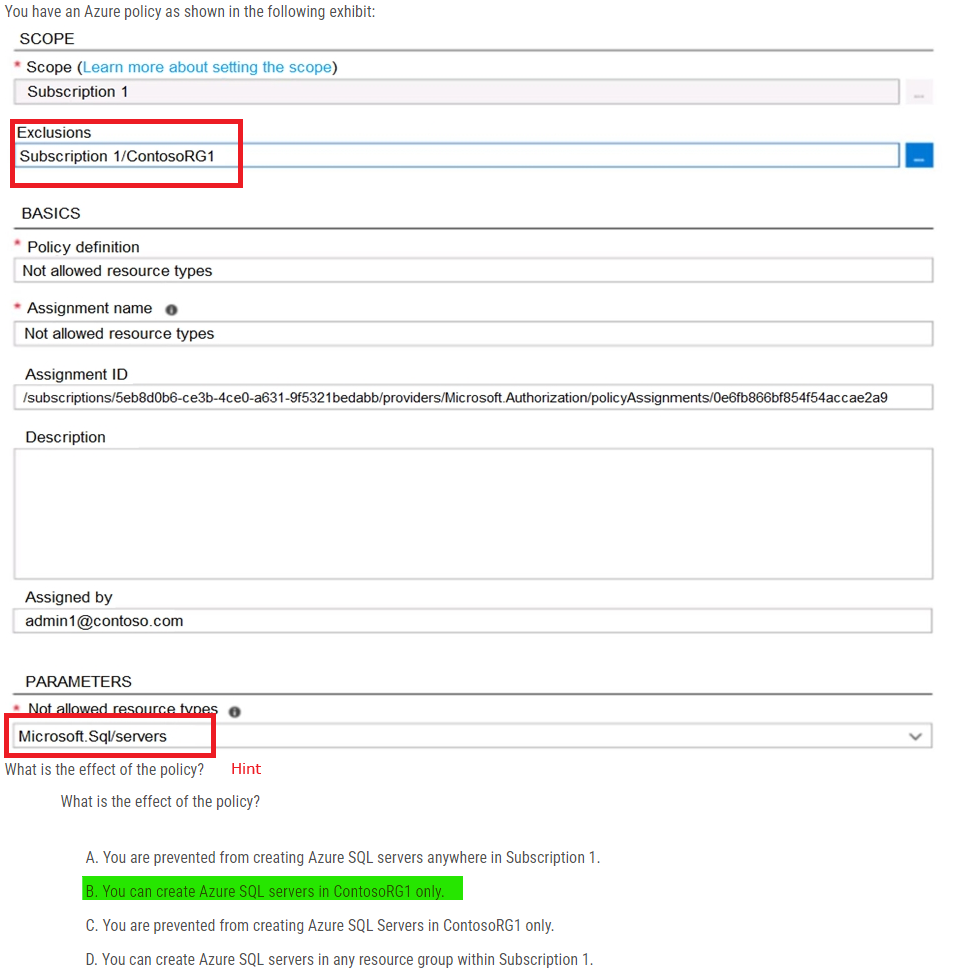 You have an Azure policy as shown in the following exhibit:
SCOPE
* Scope (Learn more about setting the scope)
Subscription 1
...
Exclusions
Subscription 1/ContosoRG1
...
BASICS
* Policy definition
Not allowed resource types
* Assignment name
Not allowed resource types
Assignment ID
/subscriptions/5eb8d0b6-ce3b-4ce0-a631-9f5321bedabb/providers/Microsoft.Authorization/policyAssignments/0e6fb866bf854f54accae2a9
Description
Assigned by
admin1@contoso.com
PARAMETERS
* Not allowed resource types
Microsoft.Sql/servers
What is the effect of the policy? Hint
What is the effect of the policy?
A. You are prevented from creating Azure SQL servers anywhere in Subscription 1.
B. You can create Azure SQL servers in ContosoRG1 only.
C. You are prevented from creating Azure SQL Servers in ContosoRG1 only.
D. You can create Azure SQL servers in any resource group within Subscription 1.